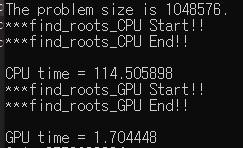 The problem size is 1048576.
***find_roots_CPU Start!!
***find_roots_CPU End!!
CPU time = 114.505898
***find_roots_GPU Start!!
***find_roots_GPU End!!
GPU time = 1.704448